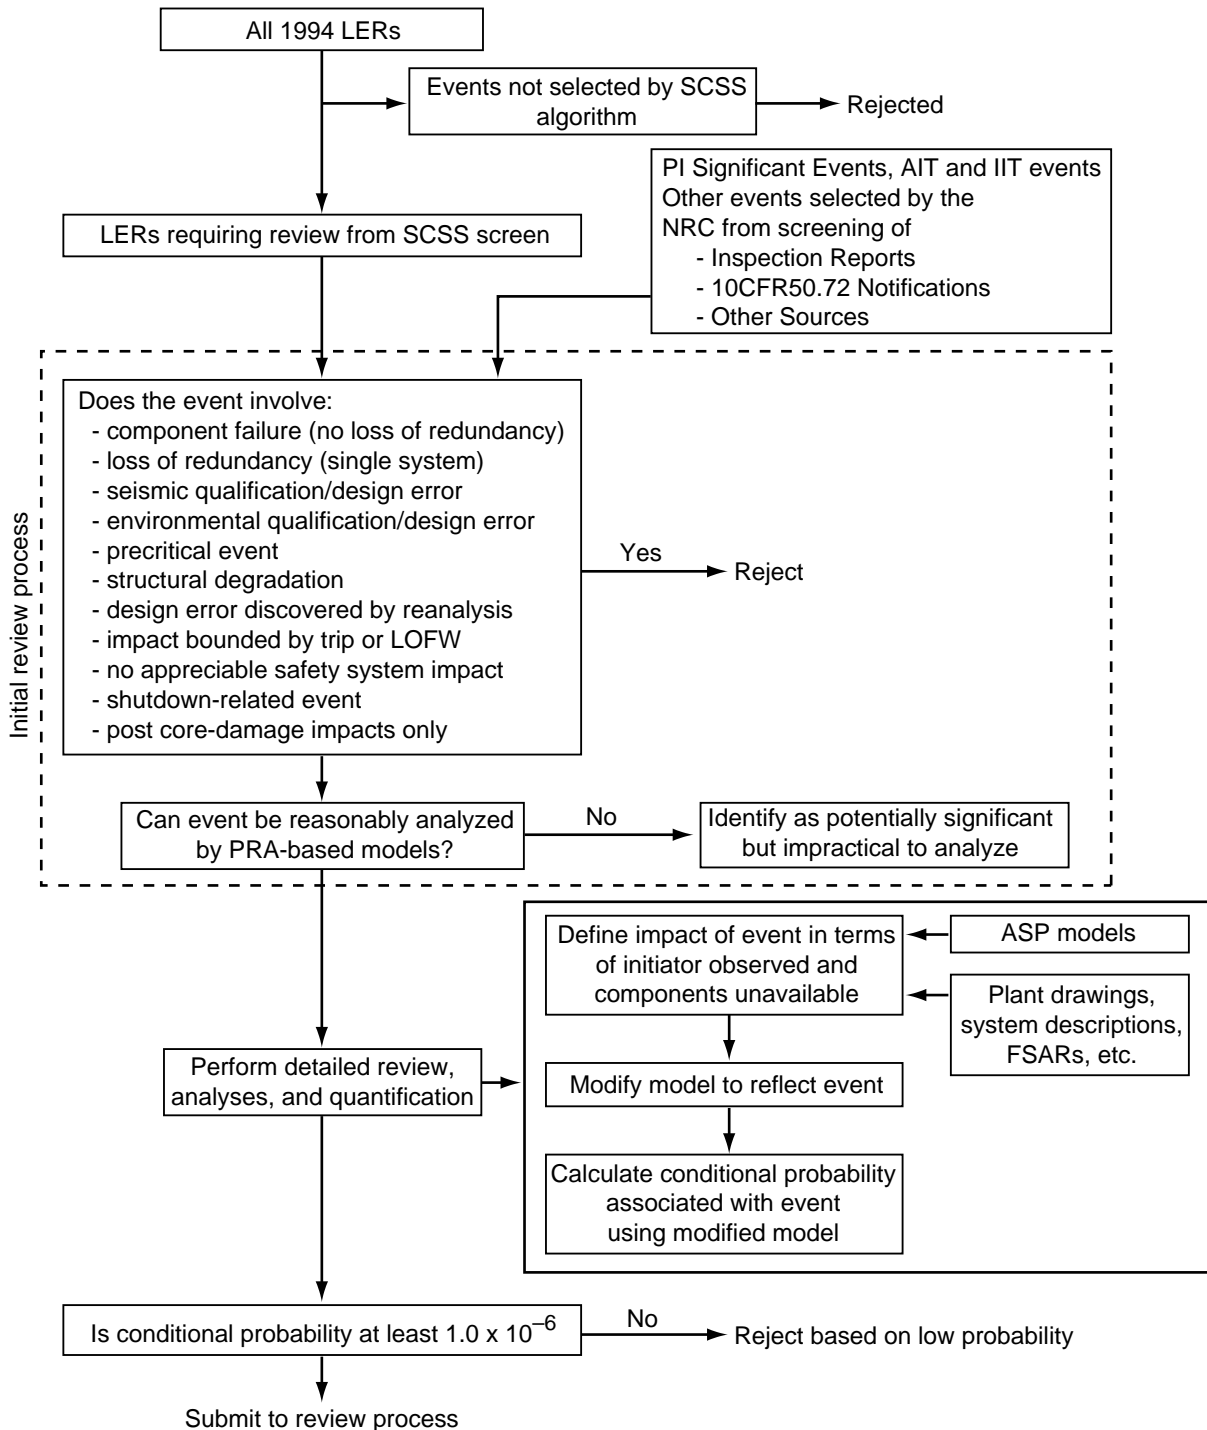 All 1994 LERs
Events not selected by SCSS
algorithm
Rejected
PI Significant Events, AIT and IIT events
Other events selected by the
NRC from screening of
- Inspection Reports
- 10CFR50.72 Notifications
- Other Sources
LERs requiring review from SCSS screen
Initial review process
Does the event involve:
- component failure (no loss of redundancy)
- loss of redundancy (single system)
- seismic qualification/design error
- environmental qualification/design error
- precritical event
- structural degradation
- design error discovered by reanalysis
- impact bounded by trip or LOFW
- no appreciable safety system impact
- shutdown-related event
- post core-damage impacts only
Yes
Reject
Can event be reasonably analyzed
by PRA-based models?
No
Identify as potentially significant
but impractical to analyze
Define impact of event in terms
of initiator observed and
components unavailable
ASP models
Plant drawings,
system descriptions,
FSARs, etc.
Perform detailed review,
analyses, and quantification
Modify model to reflect event
Calculate conditional probability
associated with event
using modified model
Is conditional probability at least 1.0 x 10⁻⁶
No
Reject based on low probability
Submit to review process